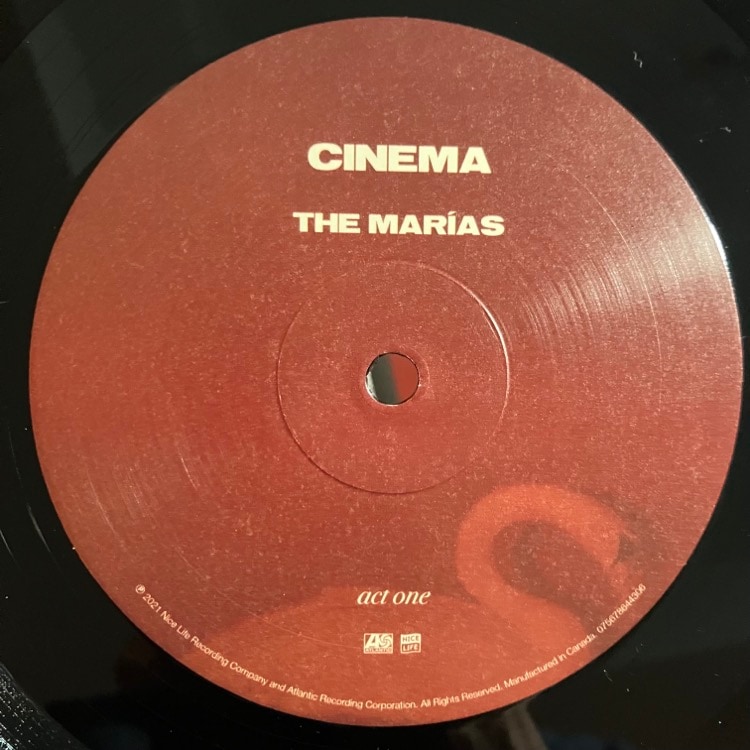 CINEMA
THE MARÍAS
act one
ATLANTIC
NICE
LIFE
℗ 2021 Nice Life Recording Company and Atlantic Recording Corporation. All Rights Reserved. Manufactured in Canada. 075678644306